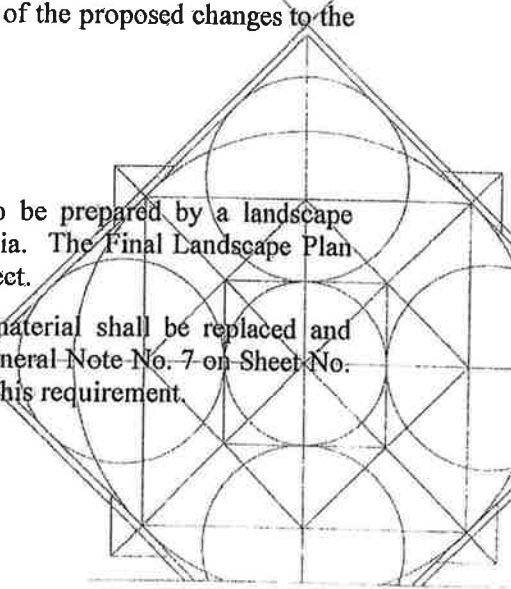 of the proposed changes to the
be prepared by a landscape
ia. The Final Landscape Plan
ect.
material shall be replaced and
neral Note No. 7 on Sheet No.
his requirement.